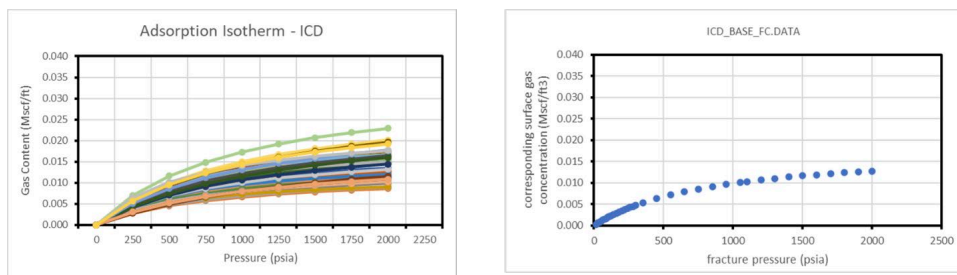 Adsorption Isotherm - ICD
Gas Content (Mscf/ft)
0.040
0.035
0.030
0.025
0.020
0.015
0.010
0.005
0.000
0 250 500 750 1000 1250 1500 1750 2000 2250
Pressure (psia)
ICD_BASE_FC.DATA
corresponding surface gas
concentration (Mscf/ft3)
0.040
0.035
0.030
0.025
0.020
0.015
0.010
0.005
0.000
0 500 1000 1500 2000 2500
fracture pressure (psia)